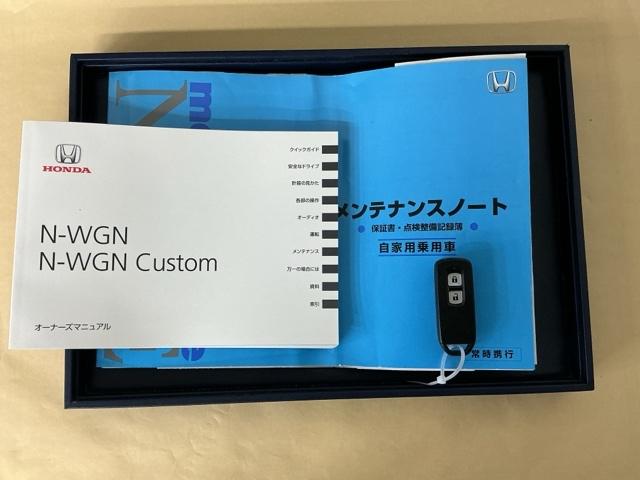 HONDA
N-WGN
N-WGN Custom
オーナーズマニュアル
クイックガイド
安全なドライブ
計器の見かた
各部の操作
オーディオ
運転
メンテナンス
万一の場合には
資料
索引
メンテナンスノート
保証書・点検整備記録簿
自家用乗用車
常時携行